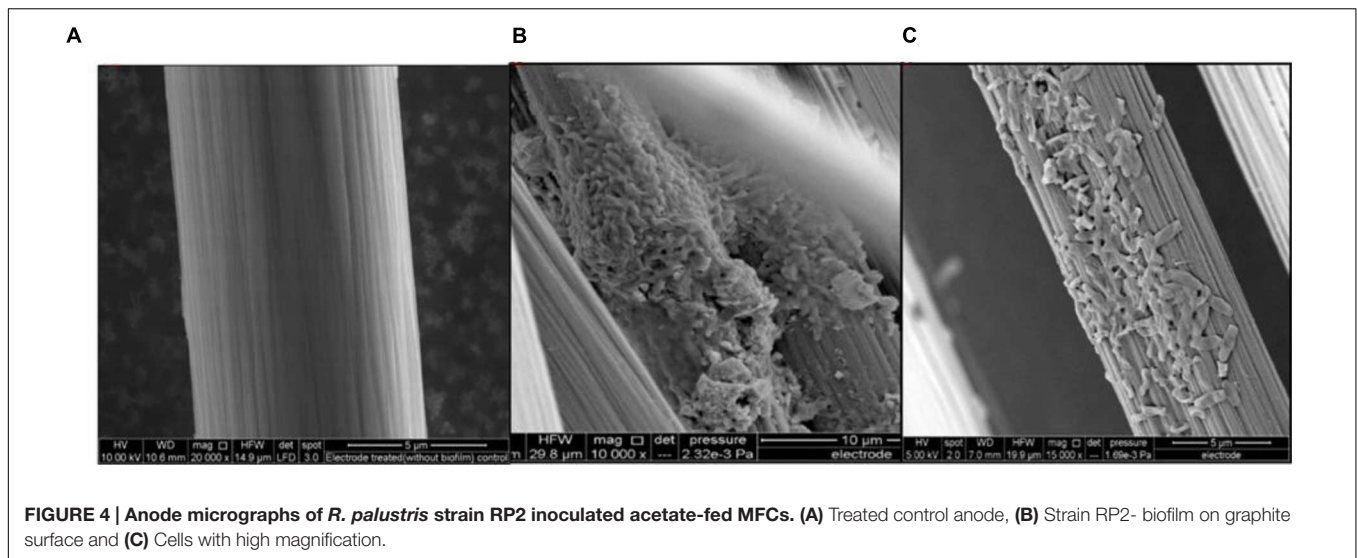 A
B
C
HV WD mag □ HFW det spot 5 µm
10.00 kV 10.6 mm 20 000 x 14.9 µm LFD 3.0 Electrode treated(without biofilm) control
HFW mag □ det pressure 10 µm
m 29.8 µm 10 000 x --- 2.32e-3 Pa electrode
HV spot WD HFW mag □ det pressure 5 µm
5.00 kV 2.0 7.0 mm 19.9 µm 15 000 x --- 1.69e-3 Pa electrode
FIGURE 4 | Anode micrographs of R. palustris strain RP2 inoculated acetate-fed MFCs. (A) Treated control anode, (B) Strain RP2- biofilm on graphite
surface and (C) Cells with high magnification.